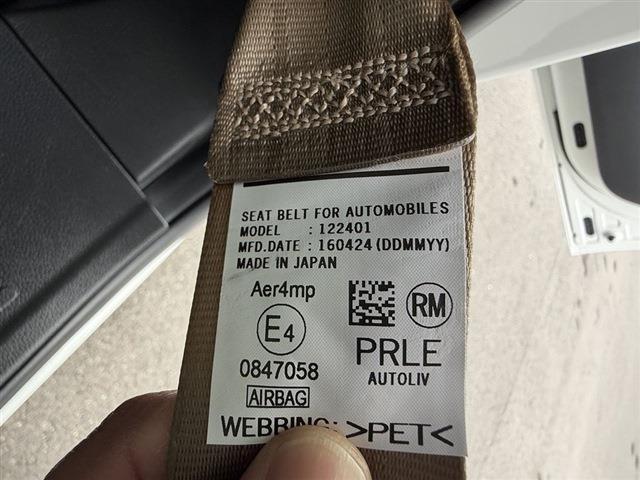 SEAT BELT FOR AUTOMOBILES
MODEL : 122401
MFD.DATE : 160424 (DDMMYY)
MADE IN JAPAN
Aer4mp
RM
E4
0847058
PRLE
AUTOLIV
AIRBAG
WEBBING: >PET<